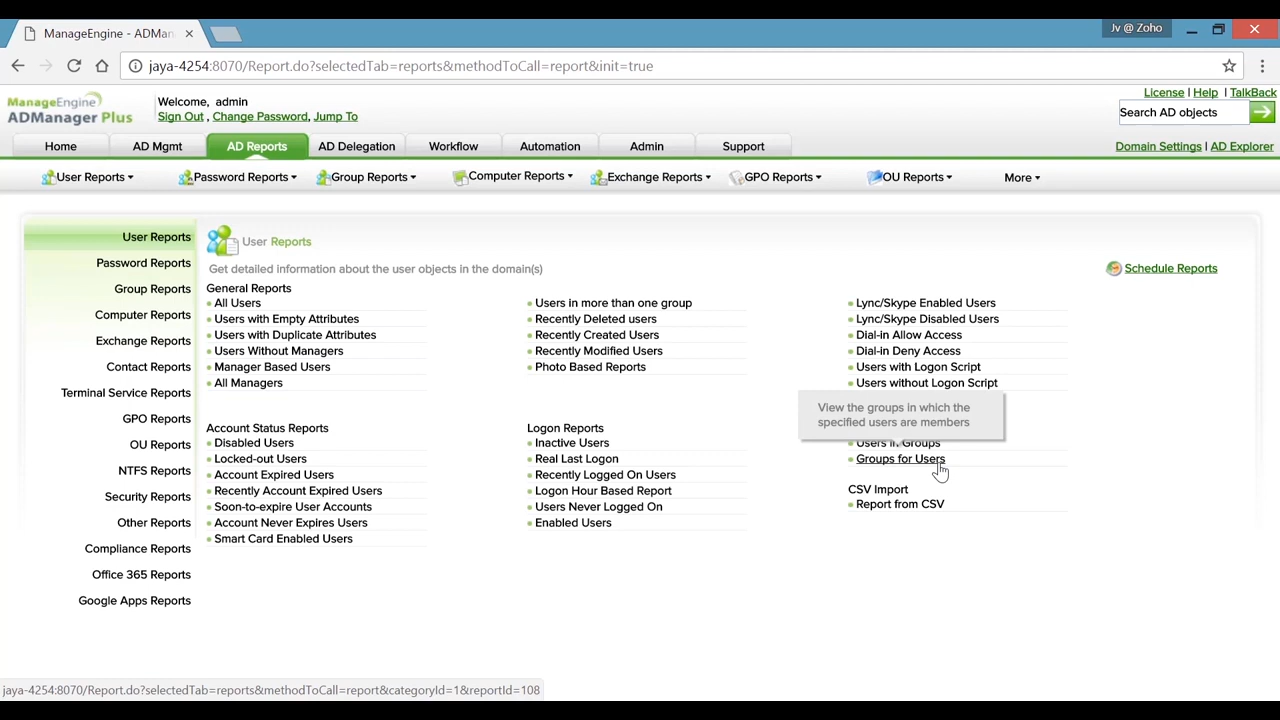 ManageEngine - ADMan
Jv @ Zoho
jaya-4254:8070/Report.do?selectedTab=reports&methodToCall=report&init=true
ManageEngine
ADManager Plus
Welcome, admin
Sign Out , Change Password, Jump To
License | Help | TalkBack
Search AD objects
Home AD Mgmt AD Reports AD Delegation Workflow Automation Admin Support
Domain Settings | AD Explorer
User Reports Password Reports Group Reports Computer Reports Exchange Reports GPO Reports OU Reports More
User Reports
Password Reports
Group Reports
Computer Reports
Exchange Reports
Contact Reports
Terminal Service Reports
GPO Reports
OU Reports
NTFS Reports
Security Reports
Other Reports
Compliance Reports
Office 365 Reports
Google Apps Reports
User Reports
Get detailed information about the user objects in the domain(s)
Schedule Reports
General Reports
All Users
Users with Empty Attributes
Users with Duplicate Attributes
Users Without Managers
Manager Based Users
All Managers
Users in more than one group
Recently Deleted users
Recently Created Users
Recently Modified Users
Photo Based Reports
Lync/Skype Enabled Users
Lync/Skype Disabled Users
Dial-in Allow Access
Dial-in Deny Access
Users with Logon Script
Users without Logon Script
View the groups in which the
specified users are members
Account Status Reports
Disabled Users
Locked-out Users
Account Expired Users
Recently Account Expired Users
Soon-to-expire User Accounts
Account Never Expires Users
Smart Card Enabled Users
Logon Reports
Inactive Users
Real Last Logon
Recently Logged On Users
Logon Hour Based Report
Users Never Logged On
Enabled Users
Users in Groups
Groups for Users
CSV Import
Report from CSV
jaya-4254:8070/Report.do?selectedTab=reports&methodToCall=report&categoryId=1&reportId=108